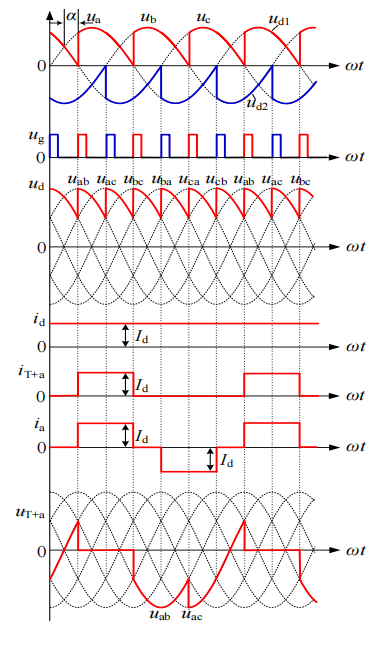 α u_a u_b u_c u_d1
0 ωt
u_d2
u_g
0 ωt
u_d u_ab u_ac u_bc u_ba u_ca u_cb u_ab u_ac u_bc
0 ωt
i_d
I_d
0 ωt
i_T+a
I_d
0 ωt
i_a
I_d
0 ωt
I_d
u_T+a
0 ωt
u_ab u_ac